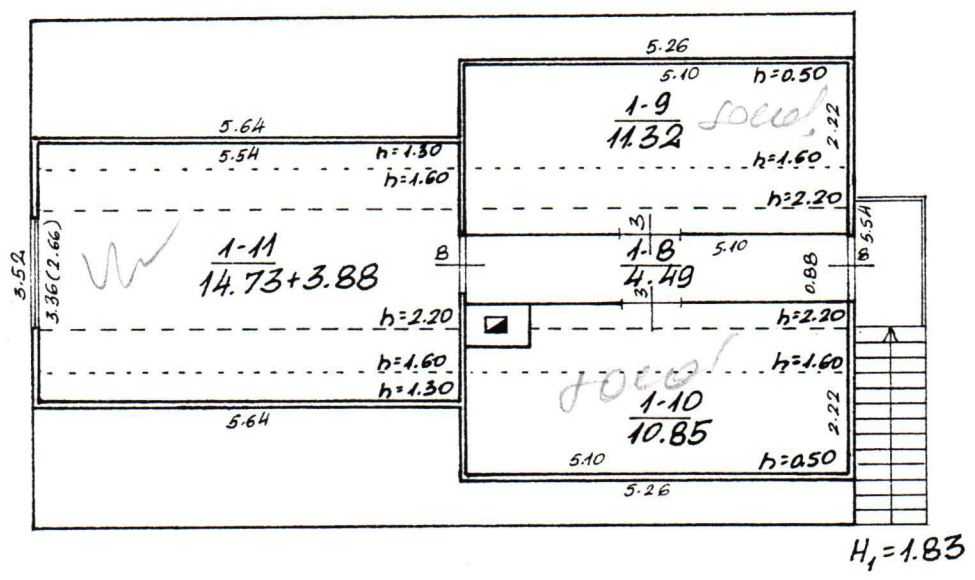 5.26
5.10
h=0.50
1-9
11.32
2.22
5.64
5.54
h=1.30
h=1.60
h=1.60
h=2.20
3.52
3.36(2.66)
1-11
14.73+3.88
В
3
5.10
1-8
4.49
3
0.88
В
5.54
h=2.20
h=2.20
h=1.60
h=1.60
h=1.30
1-10
10.85
2.22
5.64
5.10
h=0.50
5.26
H₁=1.83